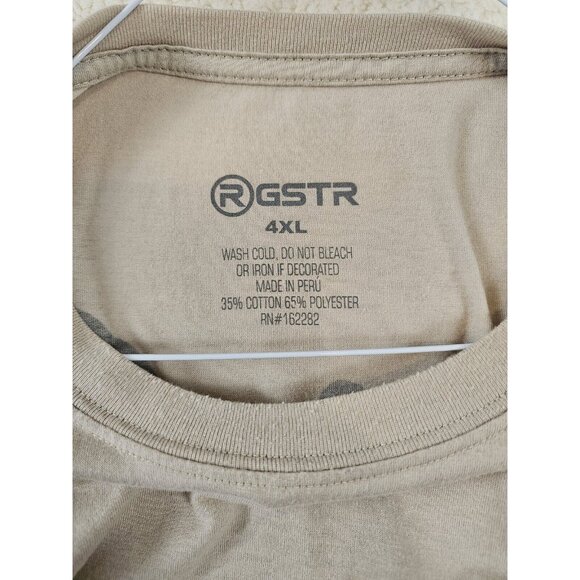 RGSTR
4XL
WASH COLD, DO NOT BLEACH
OR IRON IF DECORATED
MADE IN PERÚ
35% COTTON 65% POLYESTER
RN#162282